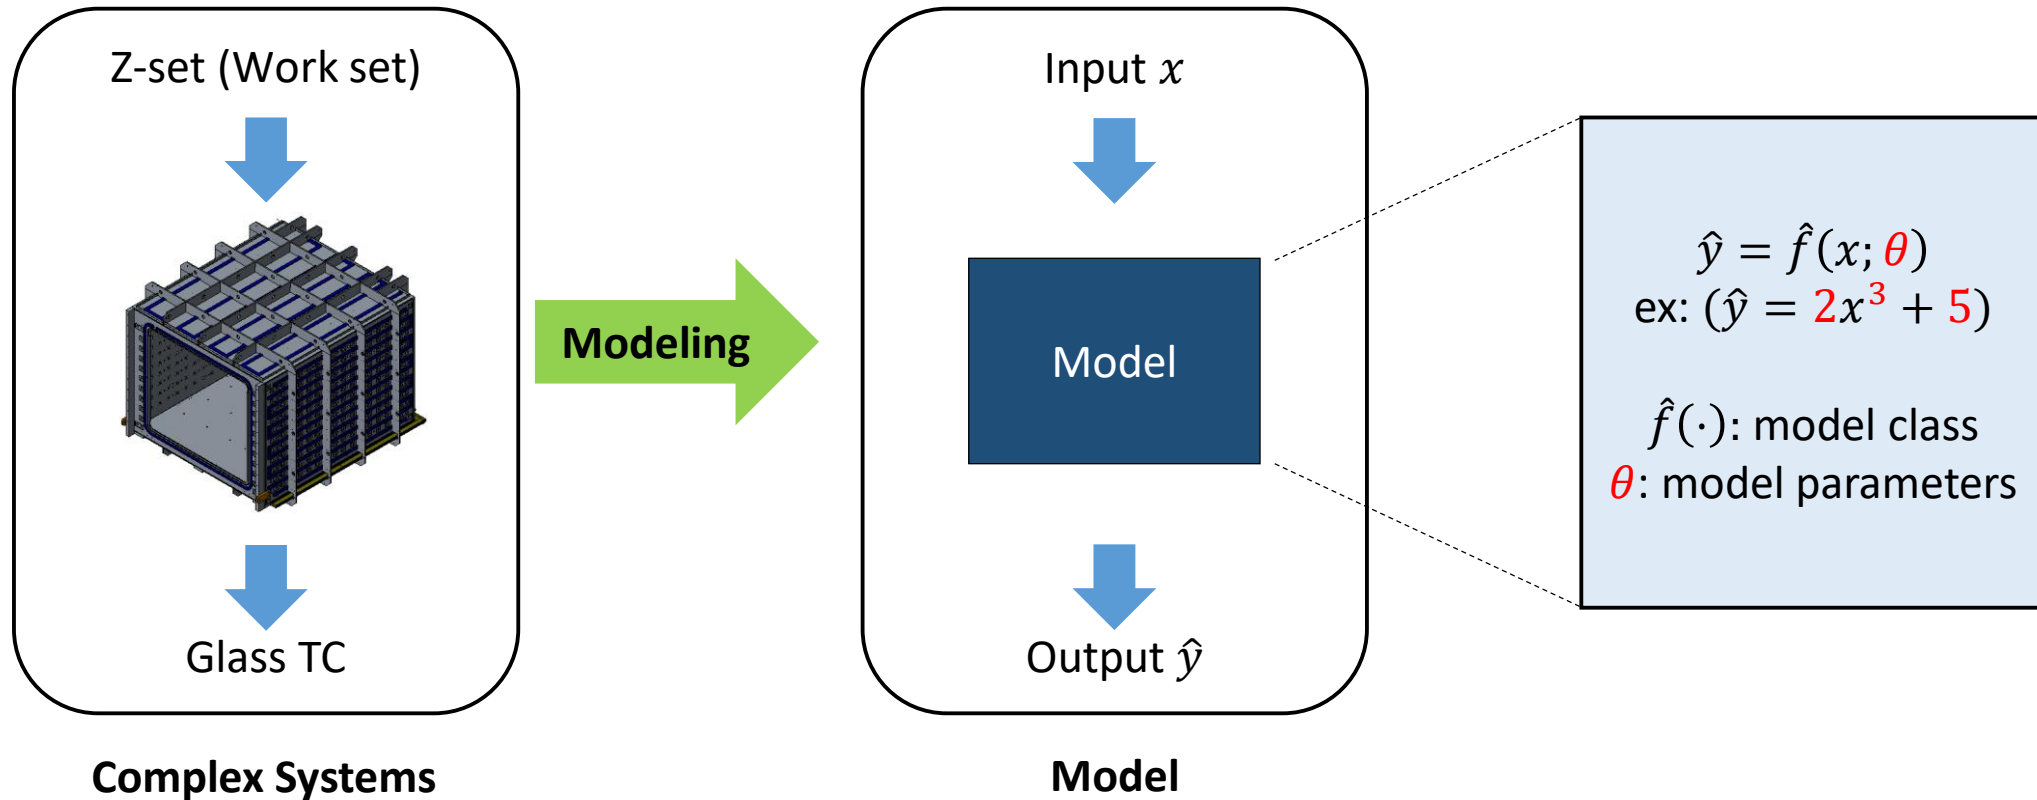 Z-set (Work set)
Glass TC
Complex Systems
Modeling
Input x
Model
Output ŷ
Model
ŷ = f̂(x; θ)
ex: (ŷ = 2x³ + 5)
f̂(·): model class
θ: model parameters